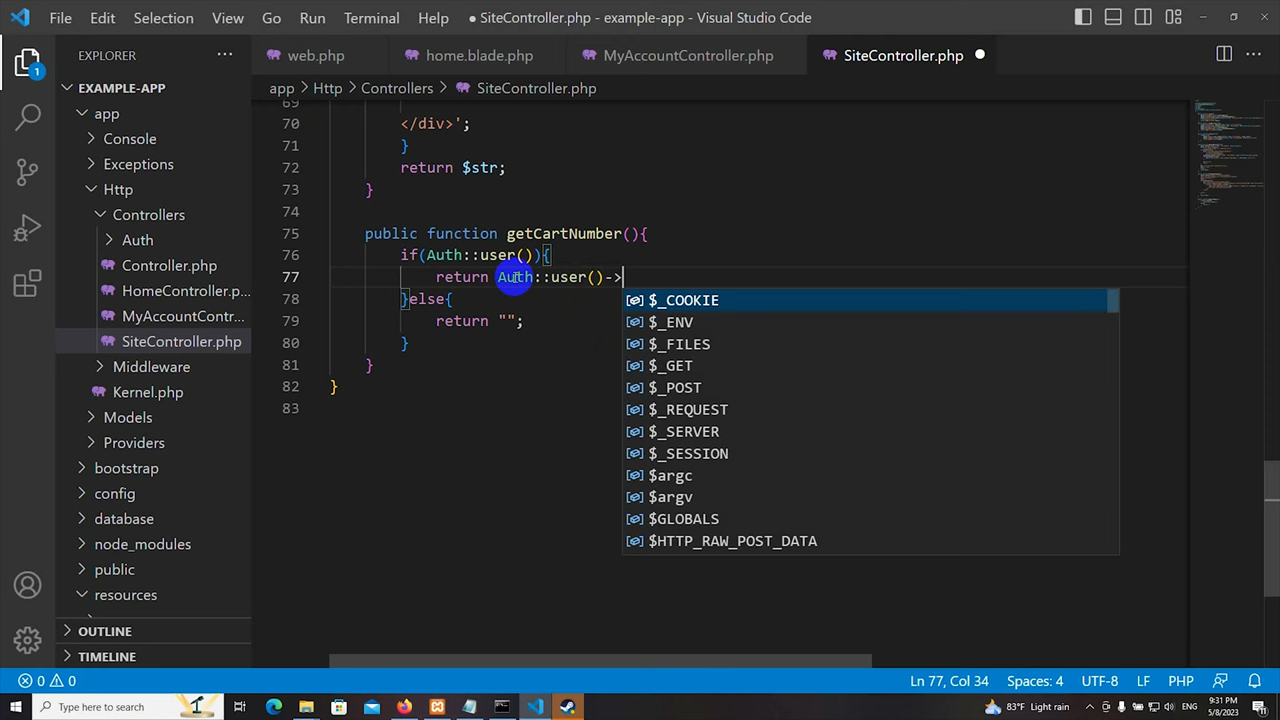 File Edit Selection View Go Run Terminal Help ● SiteController.php - example-app - Visual Studio Code
EXPLORER ···
web.php home.blade.php MyAccountController.php SiteController.php
app > Http > Controllers > SiteController.php
1
EXAMPLE-APP
app
Console
Exceptions
Http
Controllers
Auth
Controller.php
HomeController.p...
MyAccountContr...
SiteController.php
Middleware
Kernel.php
Models
Providers
bootstrap
config
database
node_modules
public
resources
OUTLINE
TIMELINE
69
70 </div>';
71 }
72 return $str;
73 }
74
75 public function getCartNumber(){
76 if(Auth::user()){
77 return Auth::user()->
78 }else{
79 return "";
80 }
81 }
82 }
83
$_COOKIE
$_ENV
$_FILES
$_GET
$_POST
$_REQUEST
$_SERVER
$_SESSION
$argc
$argv
$GLOBALS
$HTTP_RAW_POST_DATA
0 0 Ln 77, Col 34 Spaces: 4 UTF-8 LF PHP
Type here to search 83°F Light rain 9:31 PM
5/8/2023